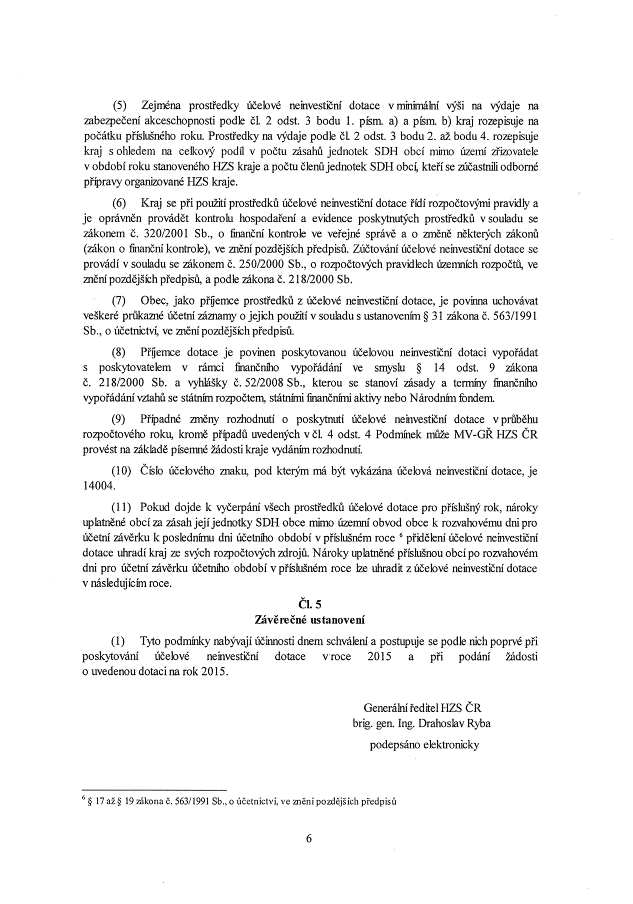 (5) Zejména prostředky účelové neinvestiční dotace v minimální výši na výdaje na
zabezpečení akceschopnosti podle čl. 2 odst. 3 bodu 1. písm. a) a písm. b) kraj rozepisuje na
počátku příslušného roku. Prostředky na výdaje podle čl. 2 odst. 3 bodu 2. až bodu 4. rozepisuje
kraj s ohledem na celkový podíl v počtu zásahů jednotek SDH obcí mimo území zřizovatele
v období roku stanoveného HZS kraje a počtu členů jednotek SDH obcí, kteří se zúčastnili odborné
přípravy organizované HZS kraje.
(6) Kraj se při použití prostředků účelové neinvestiční dotace řídí rozpočtovými pravidly a
je oprávněn provádět kontrolu hospodaření a evidence poskytnutých prostředků v souladu se
zákonem č. 320/2001 Sb., o finanční kontrole ve veřejné správě a o změně některých zákonů
(zákon o finanční kontrole), ve znění pozdějších předpisů. Zúčtování účelové neinvestiční dotace se
provádí v souladu se zákonem č. 250/2000 Sb., o rozpočtových pravidlech územních rozpočtů, ve
znění pozdějších předpisů, a podle zákona č. 218/2000 Sb.
(7) Obec, jako příjemce prostředků z účelové neinvestiční dotace, je povinna uchovávat
veškeré průkazné účetní záznamy o jejich použití v souladu s ustanovením § 31 zákona č. 563/1991
Sb., o účetnictví, ve znění pozdějších předpisů.
(8) Příjemce dotace je povinen poskytovanou účelovou neinvestiční dotaci vypořádat
s poskytovatelem v rámci finančního vypořádání ve smyslu § 14 odst. 9 zákona
č. 218/2000 Sb. a vyhlášky č. 52/2008 Sb., kterou se stanoví zásady a termíny finančního
vypořádání vztahů se státním rozpočtem, státními finančními aktivy nebo Národním fondem.
(9) Případné změny rozhodnutí o poskytnutí účelové neinvestiční dotace v průběhu
rozpočtového roku, kromě případů uvedených v čl. 4 odst. 4 Podmínek může MV-GŘ HZS ČR
provést na základě písemné žádosti kraje vydáním rozhodnutí.
(10) Číslo účelového znaku, pod kterým má být vykázána účelová neinvestiční dotace, je
14004.
(11) Pokud dojde k vyčerpání všech prostředků účelové dotace pro příslušný rok, nároky
uplatněné obcí za zásah její jednotky SDH obce mimo územní obvod obce k rozvahovému dni pro
účetní závěrku k poslednímu dni účetního období v příslušném roce ⁶ přidělení účelové neinvestiční
dotace uhradí kraj ze svých rozpočtových zdrojů. Nároky uplatněné příslušnou obcí po rozvahovém
dni pro účetní závěrku účetního období v příslušném roce lze uhradit z účelové neinvestiční dotace
v následujícím roce.
Čl. 5
Závěrečné ustanovení
(1) Tyto podmínky nabývají účinnosti dnem schválení a postupuje se podle nich poprvé při
poskytování účelové neinvestiční dotace v roce 2015 a při podání žádosti
o uvedenou dotaci na rok 2015.
Generální ředitel HZS ČR
brig. gen. Ing. Drahoslav Ryba
podepsáno elektronicky
⁶ § 17 až § 19 zákona č. 563/1991 Sb., o účetnictví, ve znění pozdějších předpisů
6